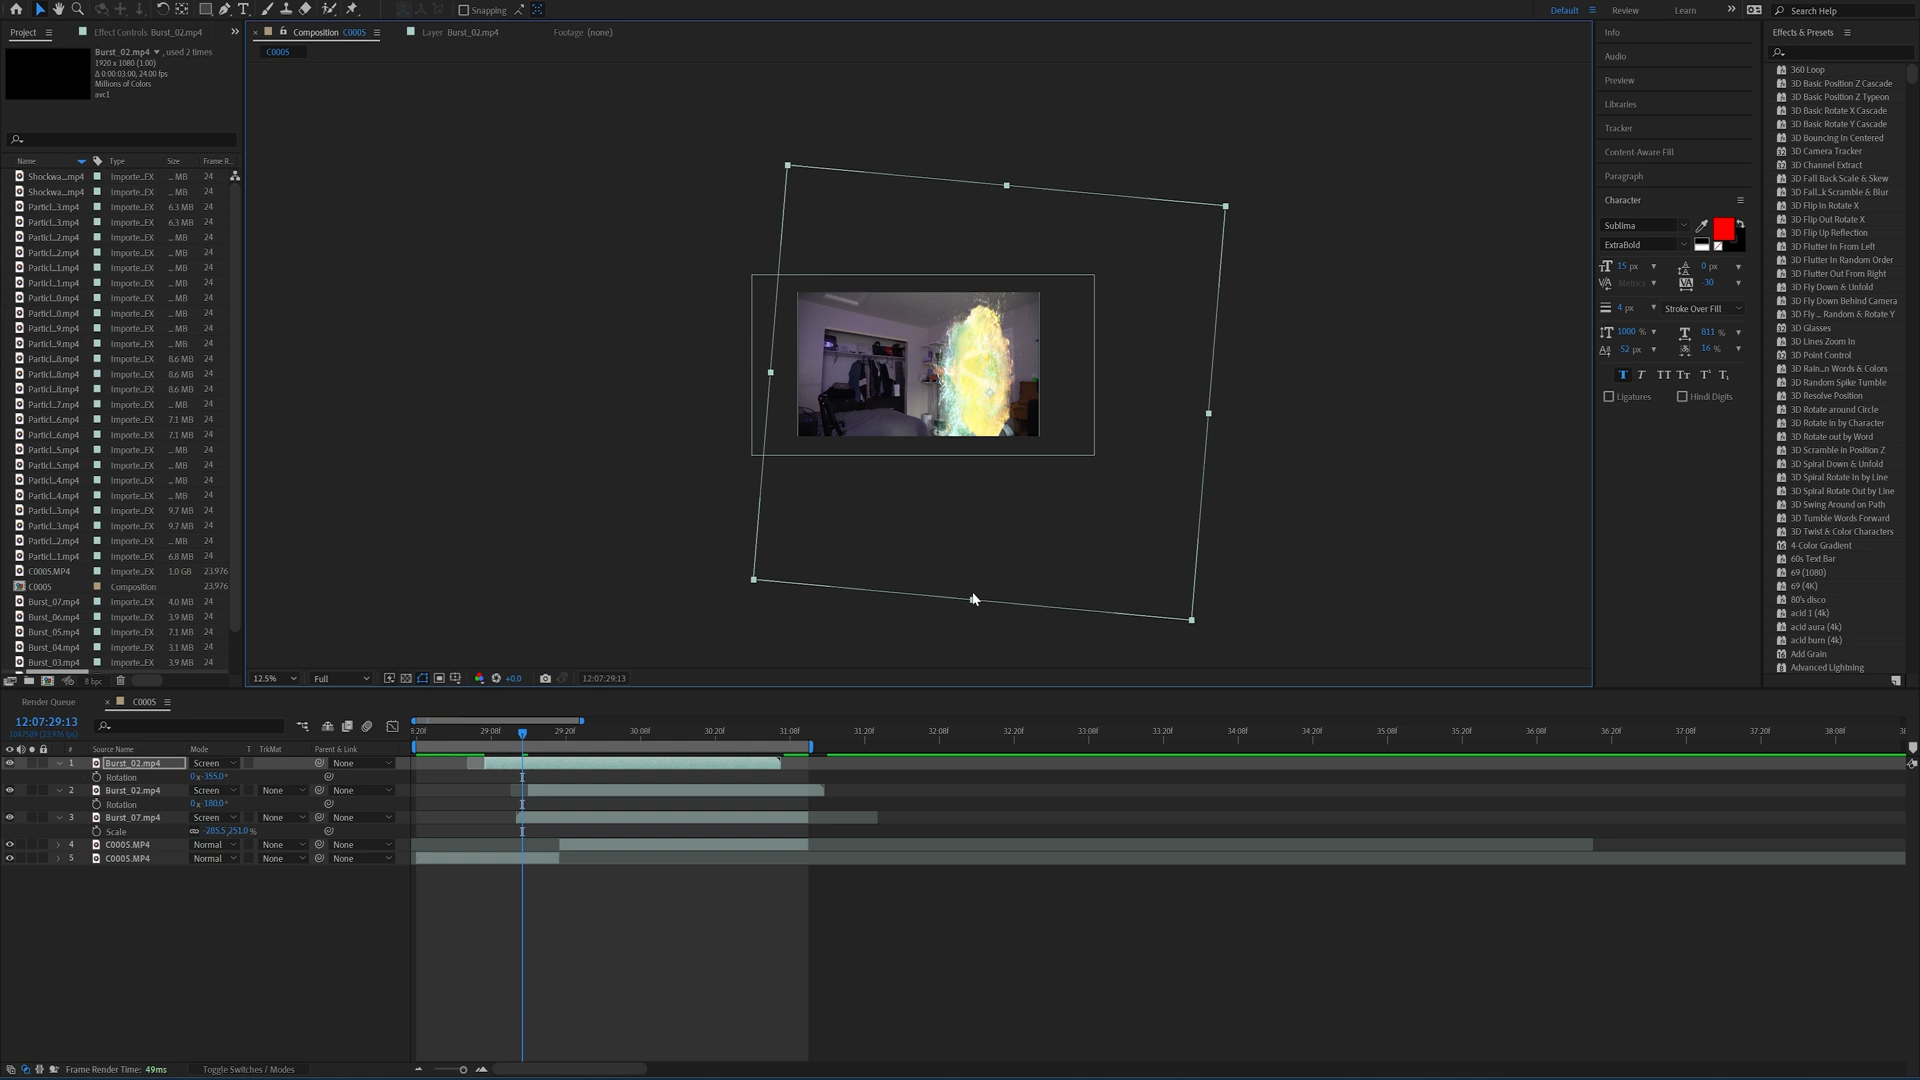 Snapping
Default
Review
Learn
Search Help
Project
Effect Controls Burst_02.mp4
Composition C0005
Layer Burst_02.mp4
Footage (none)
C0005
Burst_02.mp4 , used 2 times
1920 x 1080 (1.00)
Δ 0:00:03:00, 24.00 fps
Millions of Colors
avc1
Name Type Size Frame R...
Shockwa...mp4 Importe...EX ... MB 24
Shockwa...mp4 Importe...EX ... MB 24
Particl...3.mp4 Importe...EX 6.3 MB 24
Particl...3.mp4 Importe...EX 6.3 MB 24
Particl...2.mp4 Importe...EX ... MB 24
Particl...2.mp4 Importe...EX ... MB 24
Particl...1.mp4 Importe...EX ... MB 24
Particl...1.mp4 Importe...EX ... MB 24
Particl...0.mp4 Importe...EX ... MB 24
Particl...0.mp4 Importe...EX ... MB 24
Particl...9.mp4 Importe...EX ... MB 24
Particl...9.mp4 Importe...EX ... MB 24
Particl...8.mp4 Importe...EX 8.6 MB 24
Particl...8.mp4 Importe...EX 8.6 MB 24
Particl...8.mp4 Importe...EX 8.6 MB 24
Particl...7.mp4 Importe...EX ... MB 24
Particl...6.mp4 Importe...EX 7.1 MB 24
Particl...6.mp4 Importe...EX 7.1 MB 24
Particl...5.mp4 Importe...EX ... MB 24
Particl...5.mp4 Importe...EX ... MB 24
Particl...4.mp4 Importe...EX ... MB 24
Particl...4.mp4 Importe...EX ... MB 24
Particl...3.mp4 Importe...EX 9.7 MB 24
Particl...3.mp4 Importe...EX 9.7 MB 24
Particl...2.mp4 Importe...EX ... MB 24
Particl...1.mp4 Importe...EX 6.8 MB 24
C0005.MP4 Importe...EX 1.0 GB 23.976
C0005 Composition 23.976
Burst_07.mp4 Importe...EX 4.0 MB 24
Burst_06.mp4 Importe...EX 3.9 MB 24
Burst_05.mp4 Importe...EX 7.1 MB 24
Burst_04.mp4 Importe...EX 3.1 MB 24
Burst_03.mp4 Importe...EX 3.9 MB 24
8 bpc
12.5%
Full
+0.0
12:07:29:13
Info
Audio
Preview
Libraries
Tracker
Content-Aware Fill
Paragraph
Character
Sublima
ExtraBold
15 px
0 px
Metrics
-30
4 px
Stroke Over Fill
1000 %
811 %
-52 px
16 %
Ligatures
Hindi Digits
Effects & Presets
360 Loop
3D Basic Position Z Cascade
3D Basic Position Z Typeon
3D Basic Rotate X Cascade
3D Basic Rotate Y Cascade
3D Bouncing In Centered
3D Camera Tracker
3D Channel Extract
3D Fall Back Scale & Skew
3D Fall...k Scramble & Blur
3D Flip In Rotate X
3D Flip Out Rotate X
3D Flip Up Reflection
3D Flutter In From Left
3D Flutter In Random Order
3D Flutter Out From Right
3D Fly Down & Unfold
3D Fly Down Behind Camera
3D Fly ... Random & Rotate Y
3D Glasses
3D Lines Zoom In
3D Point Control
3D Rain...n Words & Colors
3D Random Spike Tumble
3D Resolve Position
3D Rotate around Circle
3D Rotate in by Character
3D Rotate out by Word
3D Scramble in Position Z
3D Spiral Down & Unfold
3D Spiral Rotate In by Line
3D Spiral Rotate Out by Line
3D Swing Around on Path
3D Tumble Words Forward
3D Twist & Color Characters
4-Color Gradient
60s Text Bar
69 (1080)
69 (4K)
80's disco
acid 1 (4k)
acid aura (4k)
acid burn (4k)
Add Grain
Advanced Lightning
Render Queue
C0005
12:07:29:13
1047589 (23.976 fps)
8:20f 29:08f 29:20f 30:08f 30:20f 31:08f 31:20f 32:08f 32:20f 33:08f 33:20f 34:08f 34:20f 35:08f 35:20f 36:08f 36:20f 37:08f 37:20f 38:08f
# Source Name Mode T TrkMat Parent & Link
1 Burst_02.mp4 Screen None
Rotation 0 x -355.0°
2 Burst_02.mp4 Screen None None
Rotation 0 x -180.0°
3 Burst_07.mp4 Screen None None
Scale -285.5,251.0 %
4 C0005.MP4 Normal None None
5 C0005.MP4 Normal None None
Frame Render Time: 49ms
Toggle Switches / Modes